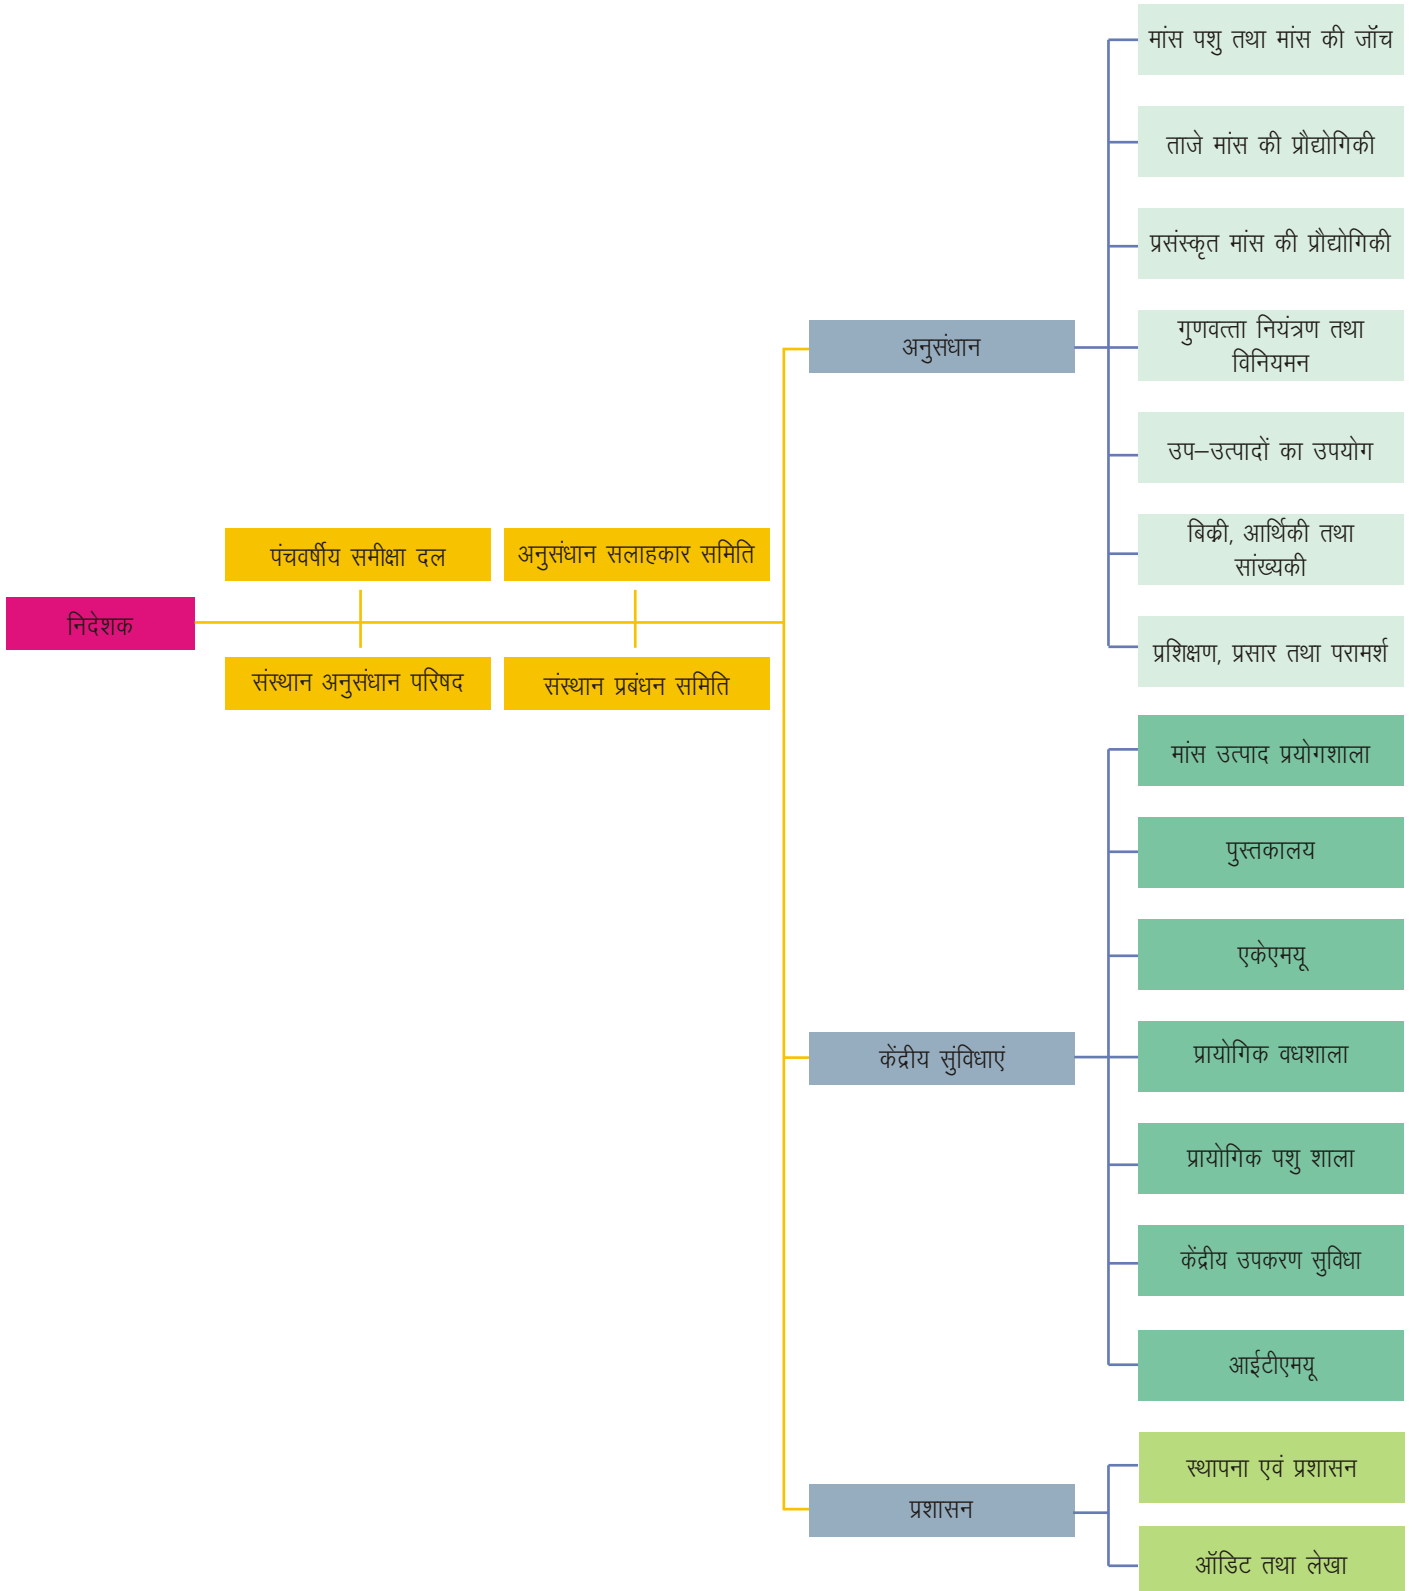 मांस पशु तथा मांस की जॉंच
ताजे मांस की प्रौद्योगिकी
प्रसंस्कृत मांस की प्रौद्योगिकी
गुणवत्ता नियंत्रण तथा
विनियमन
अनुसंधान
उप–उत्पादों का उपयोग
बिक्री, आर्थिकी तथा
सांख्यकी
पंचवर्षीय समीक्षा दल
अनुसंधान सलाहकार समिति
निदेशक
प्रशिक्षण, प्रसार तथा परामर्श
संस्थान अनुसंधान परिषद
संस्थान प्रबंधन समिति
मांस उत्पाद प्रयोगशाला
पुस्तकालय
एकेएमयू
प्रायोगिक वधशाला
केंद्रीय सुंविधाएं
प्रायोगिक पशु शाला
केंद्रीय उपकरण सुविधा
आईटीएमयू
स्थापना एवं प्रशासन
प्रशासन
ऑडिट तथा लेखा